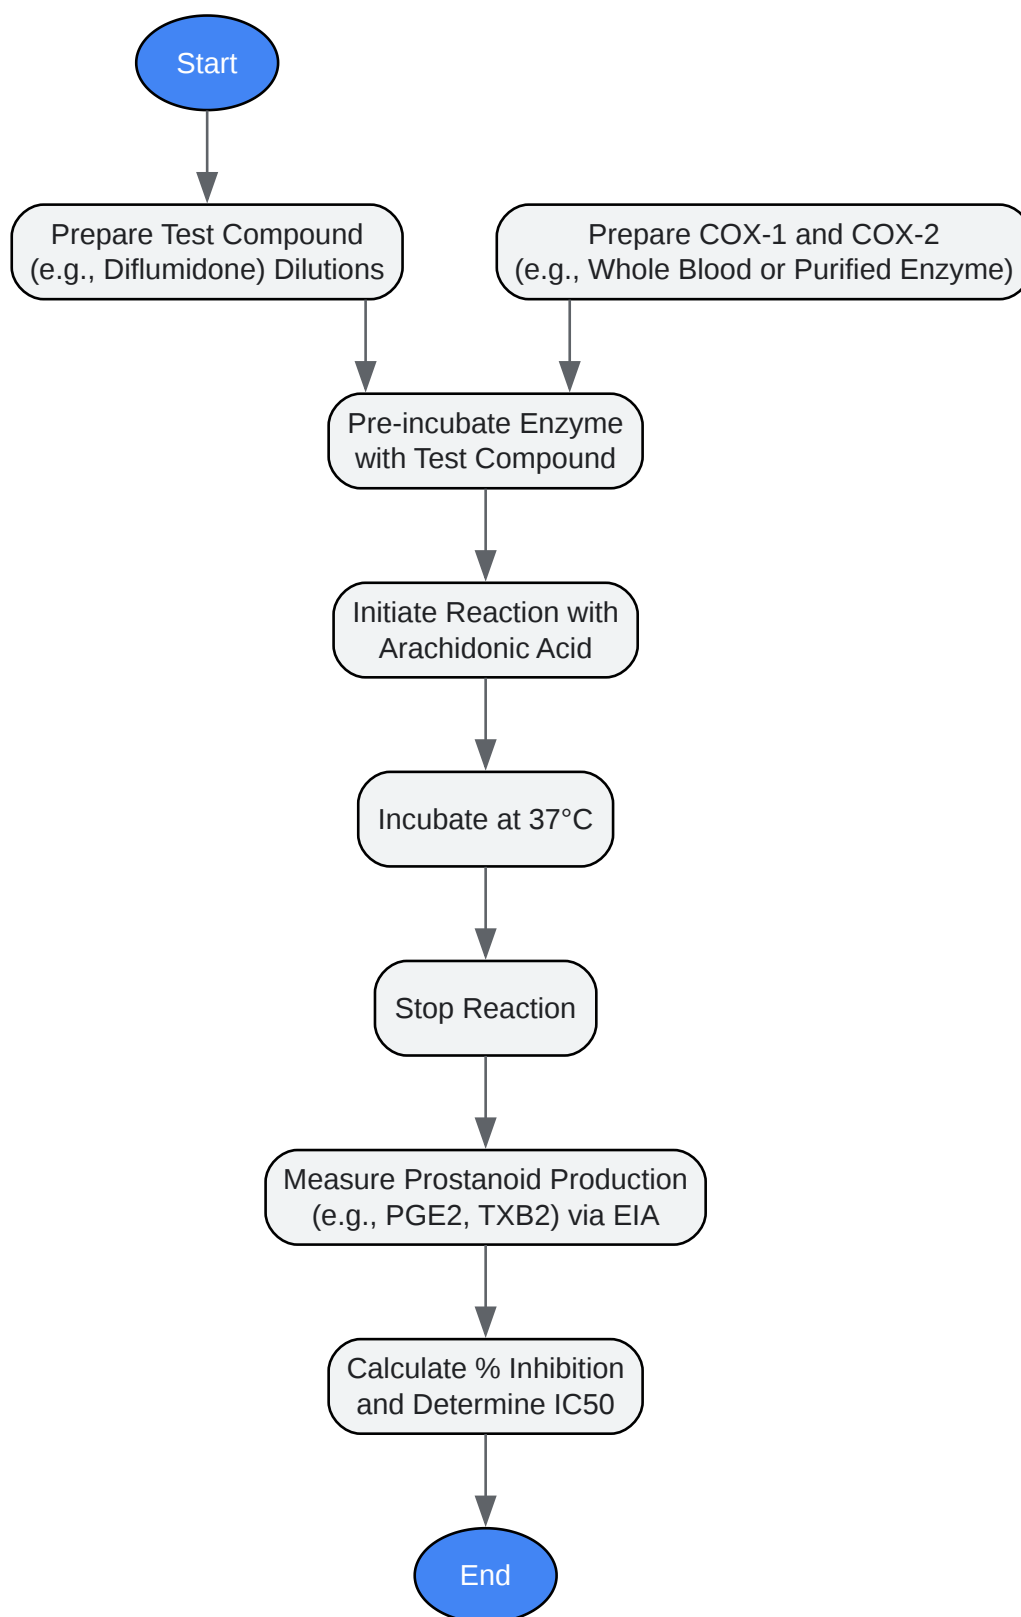 Start
Prepare Test Compound
(e.g., Diflumidone) Dilutions
Prepare COX-1 and COX-2
(e.g., Whole Blood or Purified Enzyme)
Pre-incubate Enzyme
with Test Compound
Initiate Reaction with
Arachidonic Acid
Incubate at 37°C
Stop Reaction
Measure Prostanoid Production
(e.g., PGE2, TXB2) via EIA
Calculate % Inhibition
and Determine IC50
End